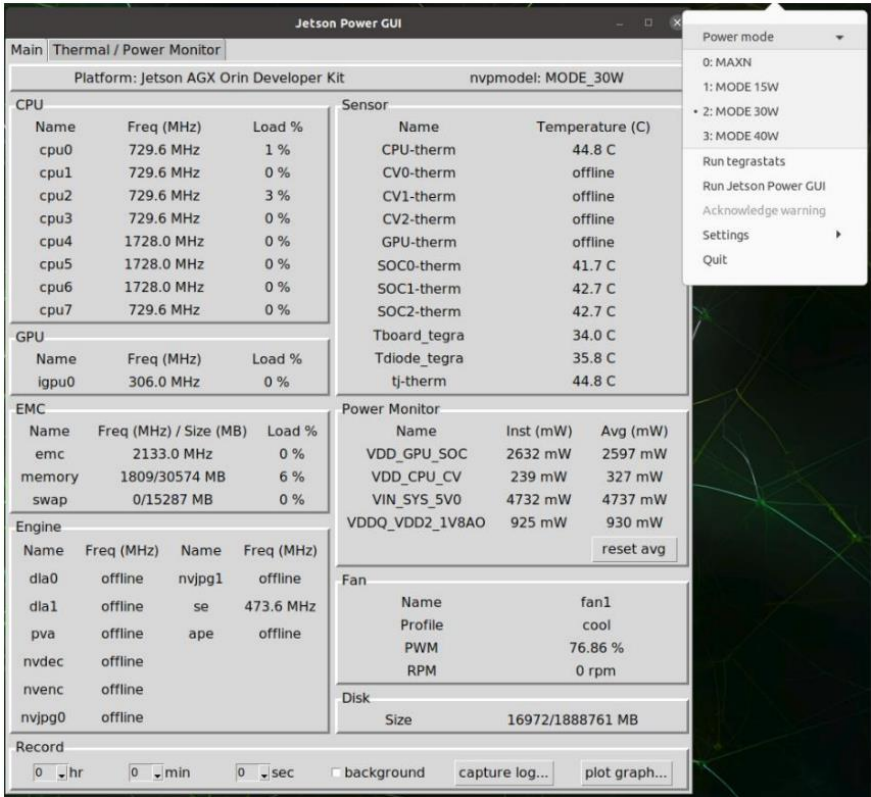 Jetson Power GUI
Main Thermal / Power Monitor
Platform: Jetson AGX Orin Developer Kit nvpmodel: MODE_30W
CPU
Name Freq (MHz) Load %
cpu0 729.6 MHz 1 %
cpu1 729.6 MHz 0 %
cpu2 729.6 MHz 3 %
cpu3 729.6 MHz 0 %
cpu4 1728.0 MHz 0 %
cpu5 1728.0 MHz 0 %
cpu6 1728.0 MHz 0 %
cpu7 729.6 MHz 0 %
GPU
Name Freq (MHz) Load %
igpu0 306.0 MHz 0 %
EMC
Name Freq (MHz) / Size (MB) Load %
emc 2133.0 MHz 0 %
memory 1809/30574 MB 6 %
swap 0/15287 MB 0 %
Engine
Name Freq (MHz) Name Freq (MHz)
dla0 offline nvjpg1 offline
dla1 offline se 473.6 MHz
pva offline ape offline
nvdec offline
nvenc offline
nvjpg0 offline
Sensor
Name Temperature (C)
CPU-therm 44.8 C
CV0-therm offline
CV1-therm offline
CV2-therm offline
GPU-therm offline
SOC0-therm 41.7 C
SOC1-therm 42.7 C
SOC2-therm 42.7 C
Tboard_tegra 34.0 C
Tdiode_tegra 35.8 C
tj-therm 44.8 C
Power Monitor
Name Inst (mW) Avg (mW)
VDD_GPU_SOC 2632 mW 2597 mW
VDD_CPU_CV 239 mW 327 mW
VIN_SYS_5V0 4732 mW 4737 mW
VDDQ_VDD2_1V8AO 925 mW 930 mW
reset avg
Fan
Name fan1
Profile cool
PWM 76.86 %
RPM 0 rpm
Disk
Size 16972/1888761 MB
Record
0 hr 0 min 0 sec background capture log... plot graph...
Power mode
0: MAXN
1: MODE 15W
• 2: MODE 30W
3: MODE 40W
Run tegrastats
Run Jetson Power GUI
Acknowledge warning
Settings
Quit